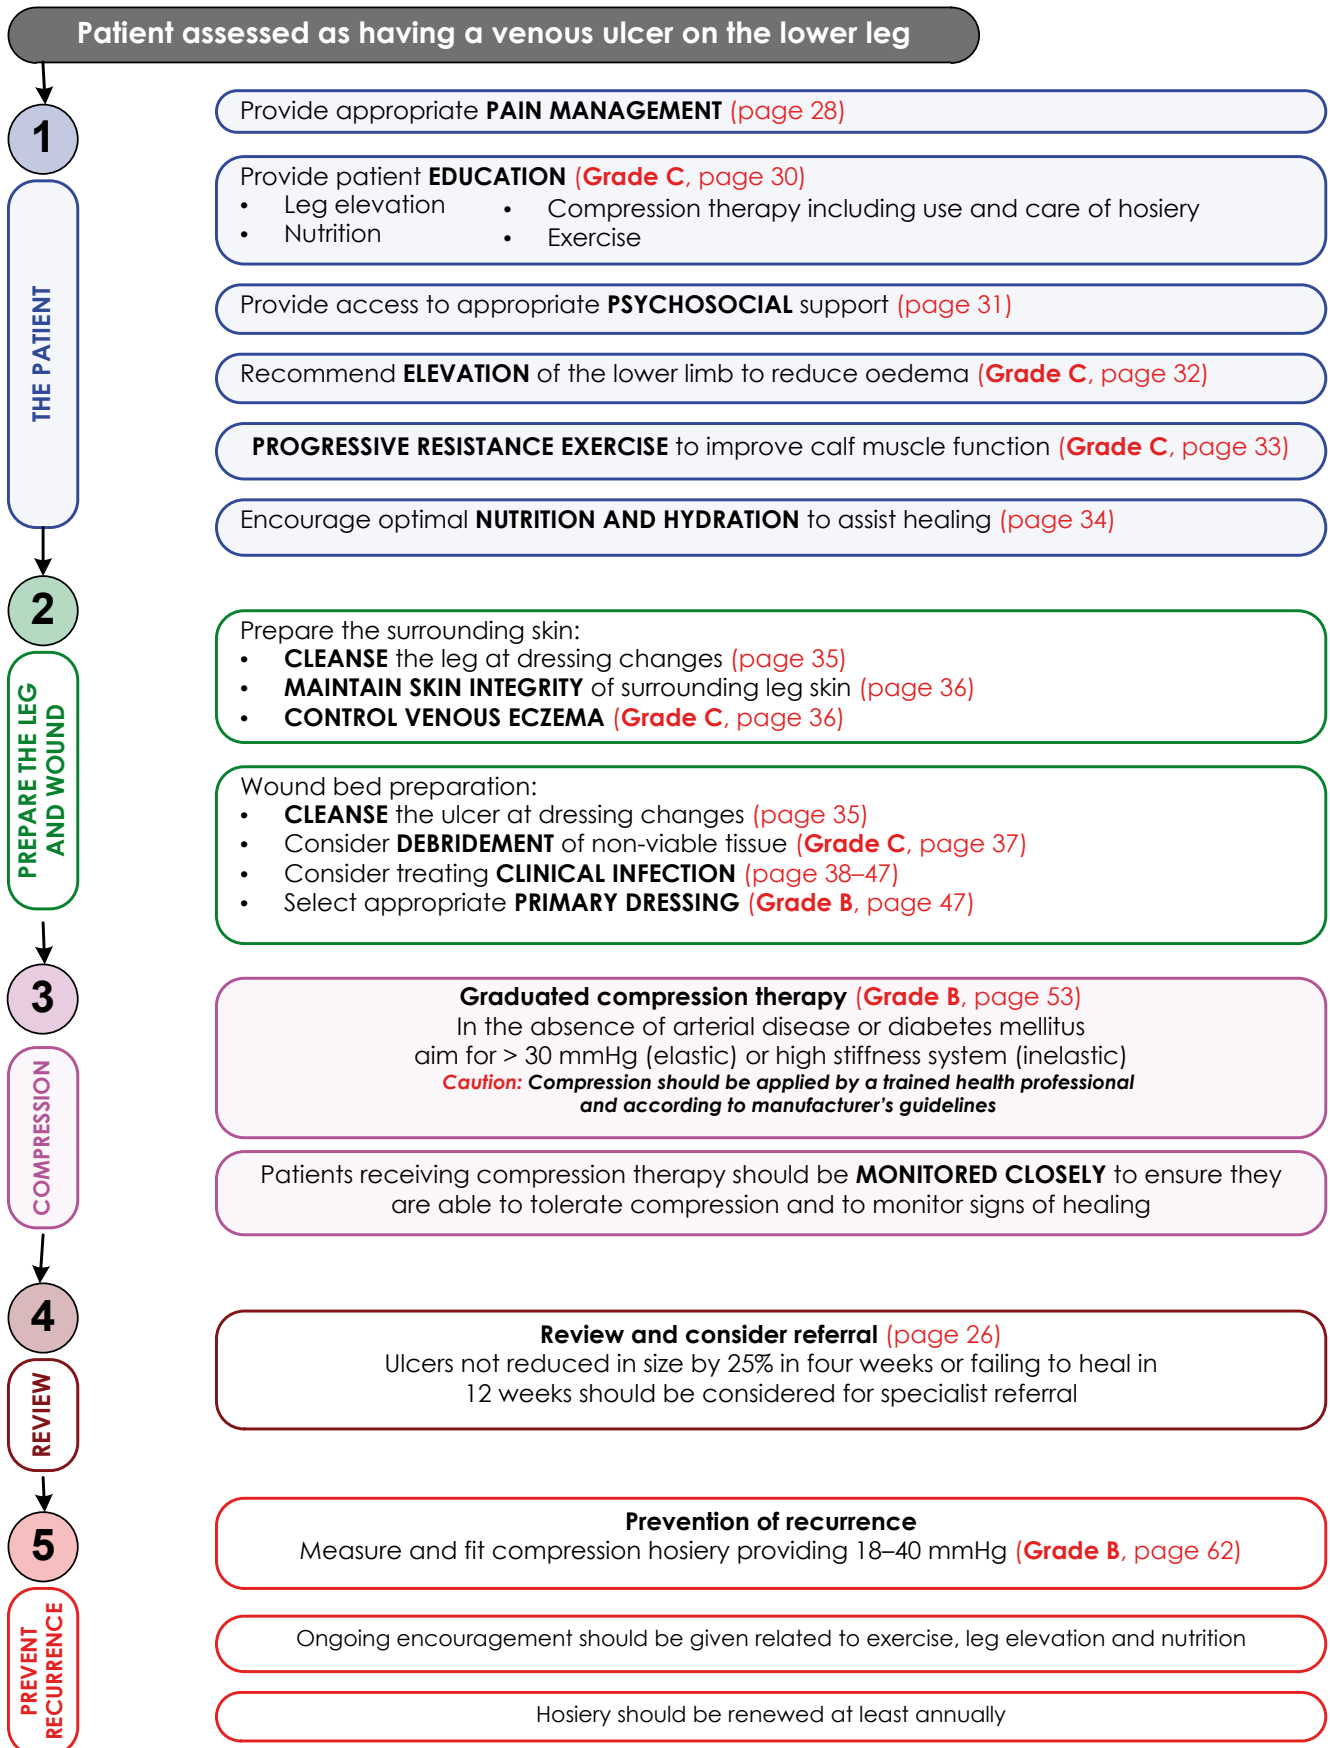 Patient assessed as having a venous ulcer on the lower leg
1
THE PATIENT
Provide appropriate PAIN MANAGEMENT (page 28)
Provide patient EDUCATION (Grade C, page 30)
• Leg elevation
• Nutrition
• Compression therapy including use and care of hosiery
• Exercise
Provide access to appropriate PSYCHOSOCIAL support (page 31)
Recommend ELEVATION of the lower limb to reduce oedema (Grade C, page 32)
PROGRESSIVE RESISTANCE EXERCISE to improve calf muscle function (Grade C, page 33)
Encourage optimal NUTRITION AND HYDRATION to assist healing (page 34)
2
PREPARE THE LEG
AND WOUND
Prepare the surrounding skin:
• CLEANSE the leg at dressing changes (page 35)
• MAINTAIN SKIN INTEGRITY of surrounding leg skin (page 36)
• CONTROL VENOUS ECZEMA (Grade C, page 36)
Wound bed preparation:
• CLEANSE the ulcer at dressing changes (page 35)
• Consider DEBRIDEMENT of non-viable tissue (Grade C, page 37)
• Consider treating CLINICAL INFECTION (page 38–47)
• Select appropriate PRIMARY DRESSING (Grade B, page 47)
3
COMPRESSION
Graduated compression therapy (Grade B, page 53)
In the absence of arterial disease or diabetes mellitus
aim for > 30 mmHg (elastic) or high stiffness system (inelastic)
Caution: Compression should be applied by a trained health professional
and according to manufacturer's guidelines
Patients receiving compression therapy should be MONITORED CLOSELY to ensure they
are able to tolerate compression and to monitor signs of healing
4
REVIEW
Review and consider referral (page 26)
Ulcers not reduced in size by 25% in four weeks or failing to heal in
12 weeks should be considered for specialist referral
5
PREVENT
RECURRENCE
Prevention of recurrence
Measure and fit compression hosiery providing 18–40 mmHg (Grade B, page 62)
Ongoing encouragement should be given related to exercise, leg elevation and nutrition
Hosiery should be renewed at least annually